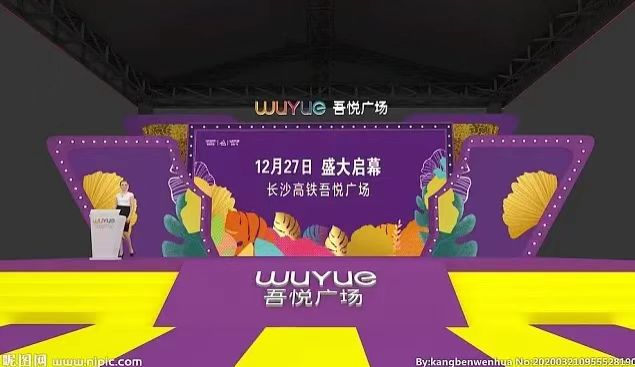 WUYUE 吾悦广场
12月27日 盛大启幕
长沙高铁吾悦广场
WUYUE
WUYUE
吾悦广场
昵图网 www.nipic.com
By:kangbenwenhua No:20200321095552819